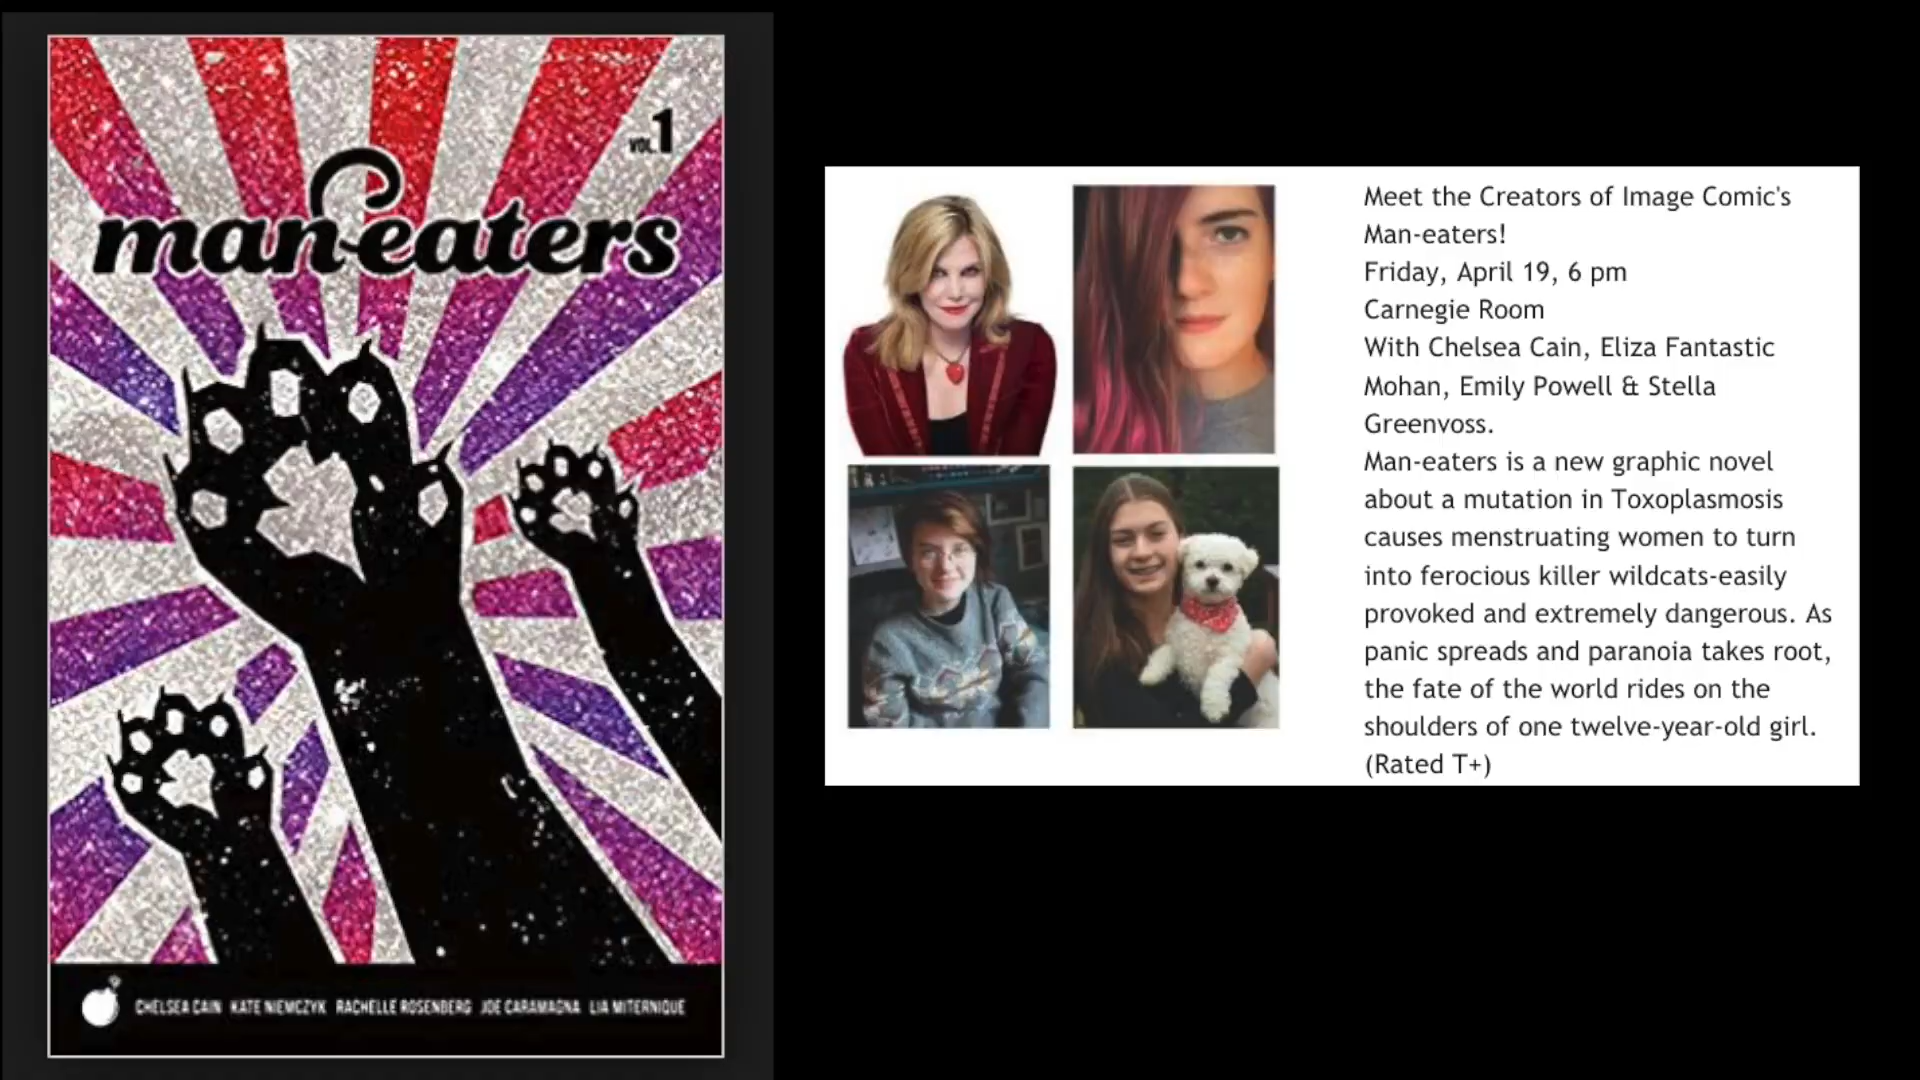 VOL.1
man-eaters
CHELSEA CAIN KATE NIEMCZYK RACHELLE ROSENBERG JOE CARAMAGNA LIA MITERNIQUE
Meet the Creators of Image Comic's
Man-eaters!
Friday, April 19, 6 pm
Carnegie Room
With Chelsea Cain, Eliza Fantastic
Mohan, Emily Powell & Stella
Greenvoss.
Man-eaters is a new graphic novel
about a mutation in Toxoplasmosis
causes menstruating women to turn
into ferocious killer wildcats-easily
provoked and extremely dangerous. As
panic spreads and paranoia takes root,
the fate of the world rides on the
shoulders of one twelve-year-old girl.
(Rated T+)